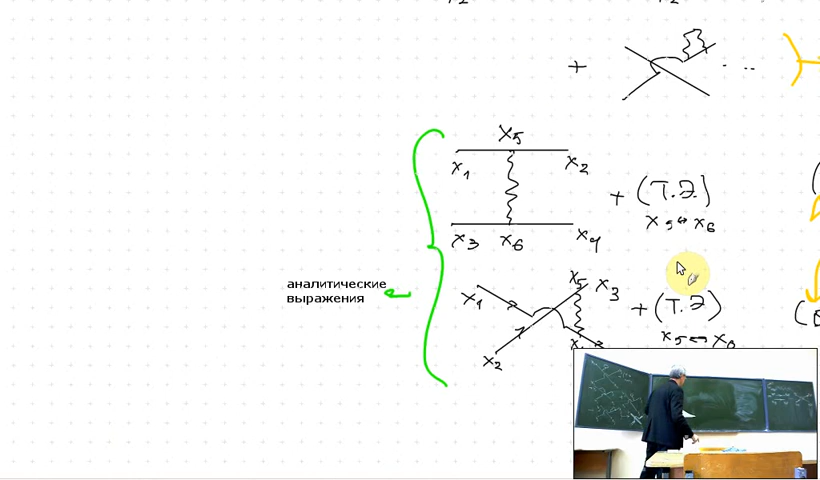 + ...
x5
x1 x2
+ (Т.Э)
x5 ↔ x6
x3 x6 x4
аналитические
выражения
x1 x5 x3
+ (Т.Э)
x5 ↔ x6
x2